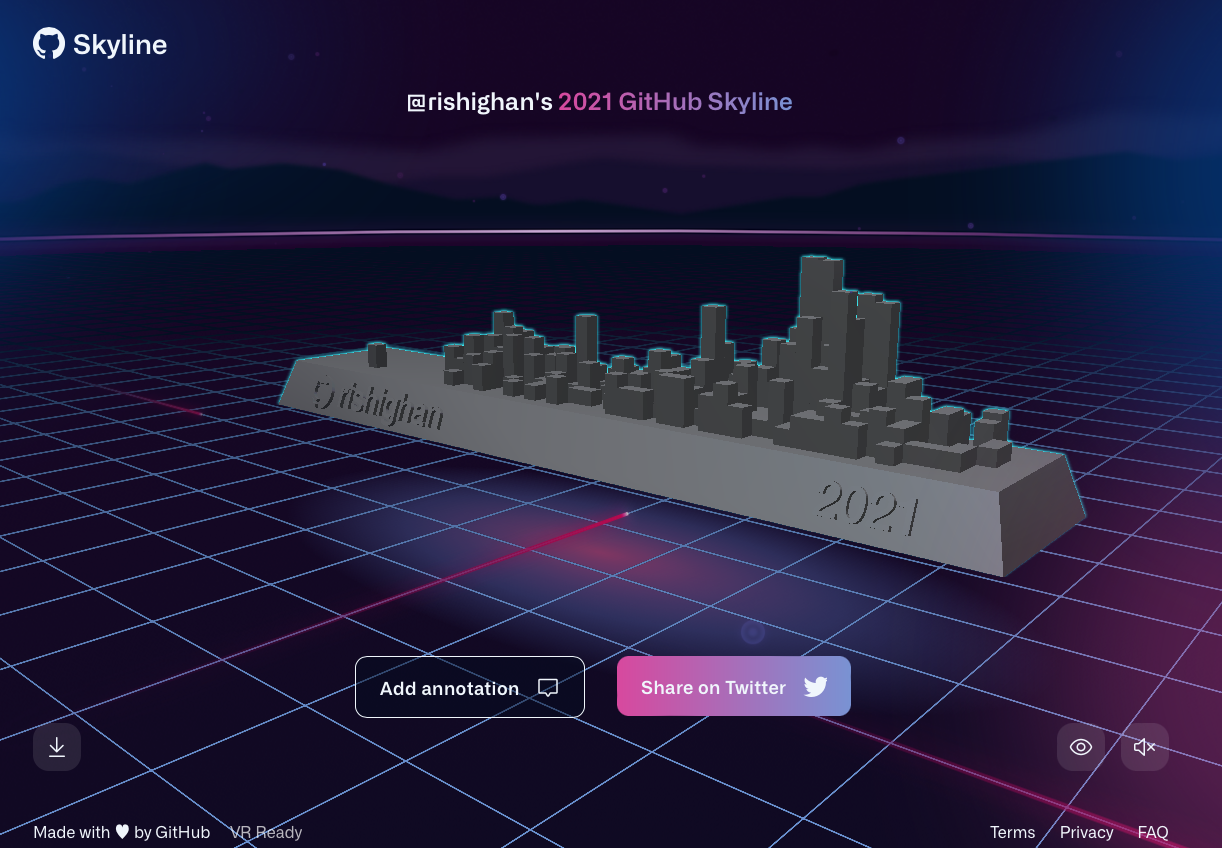 Skyline
@rishighan's 2021 GitHub Skyline
rishighan
2021
Add annotation
Share on Twitter
Made with by GitHub VR Ready
Terms Privacy FAQ